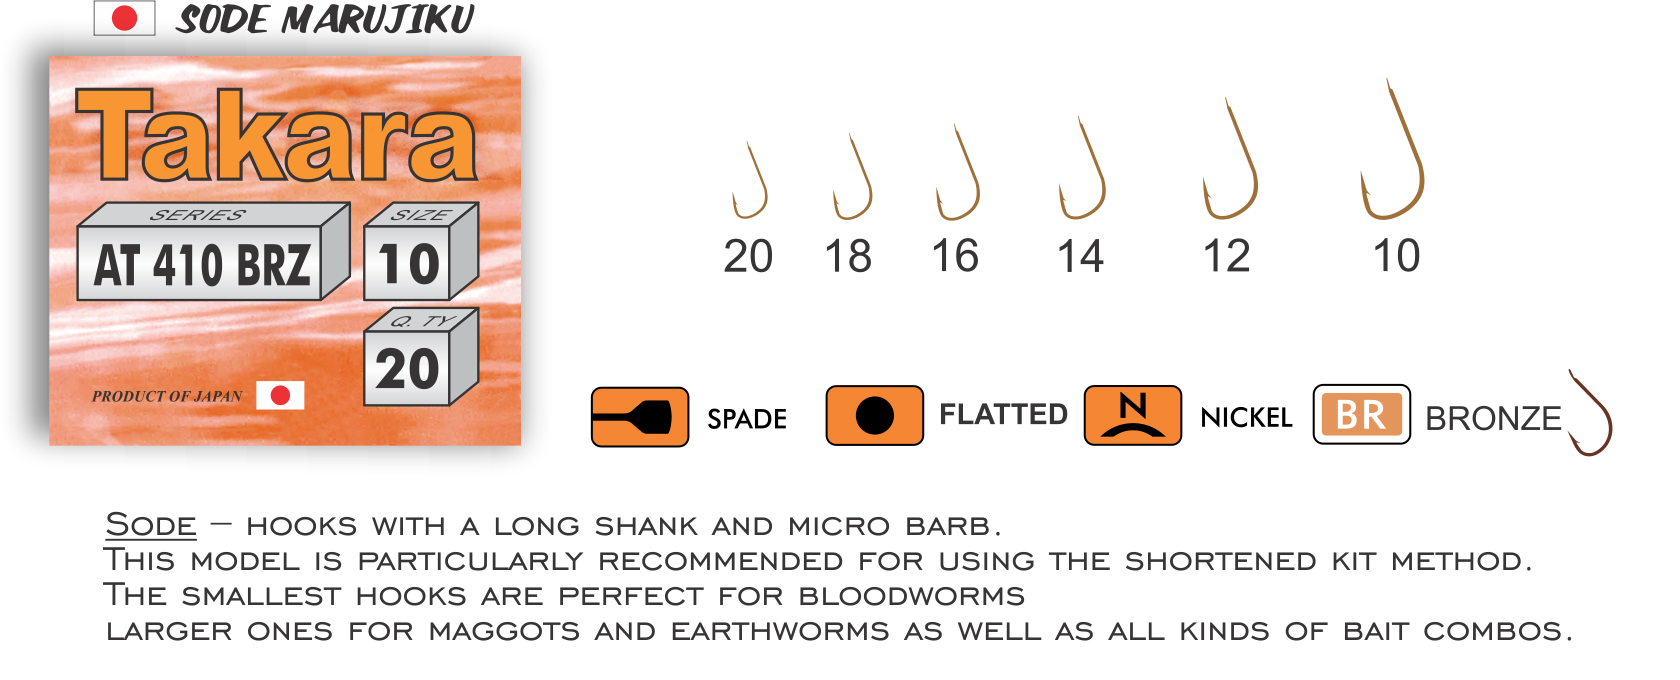 SODE MARUJIKU
Takara
SERIES
SIZE
AT 410 BRZ
10
Q. TY
20
PRODUCT OF JAPAN
20 18 16 14 12 10
SPADE
FLATTED
N
NICKEL
BR
BRONZE
SODE – HOOKS WITH A LONG SHANK AND MICRO BARB.
THIS MODEL IS PARTICULARLY RECOMMENDED FOR USING THE SHORTENED KIT METHOD.
THE SMALLEST HOOKS ARE PERFECT FOR BLOODWORMS
LARGER ONES FOR MAGGOTS AND EARTHWORMS AS WELL AS ALL KINDS OF BAIT COMBOS.